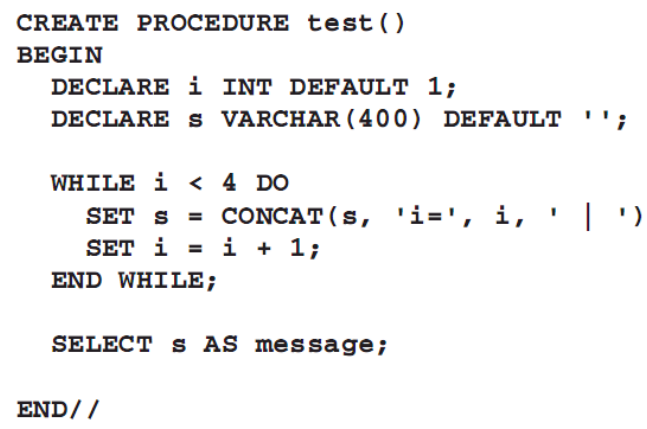 CREATE PROCEDURE test()
BEGIN
DECLARE i INT DEFAULT 1;
DECLARE s VARCHAR(400) DEFAULT '';
WHILE i < 4 DO
SET s = CONCAT(s, 'i=', i, ' | ')
SET i = i + 1;
END WHILE;
SELECT s AS message;
END//